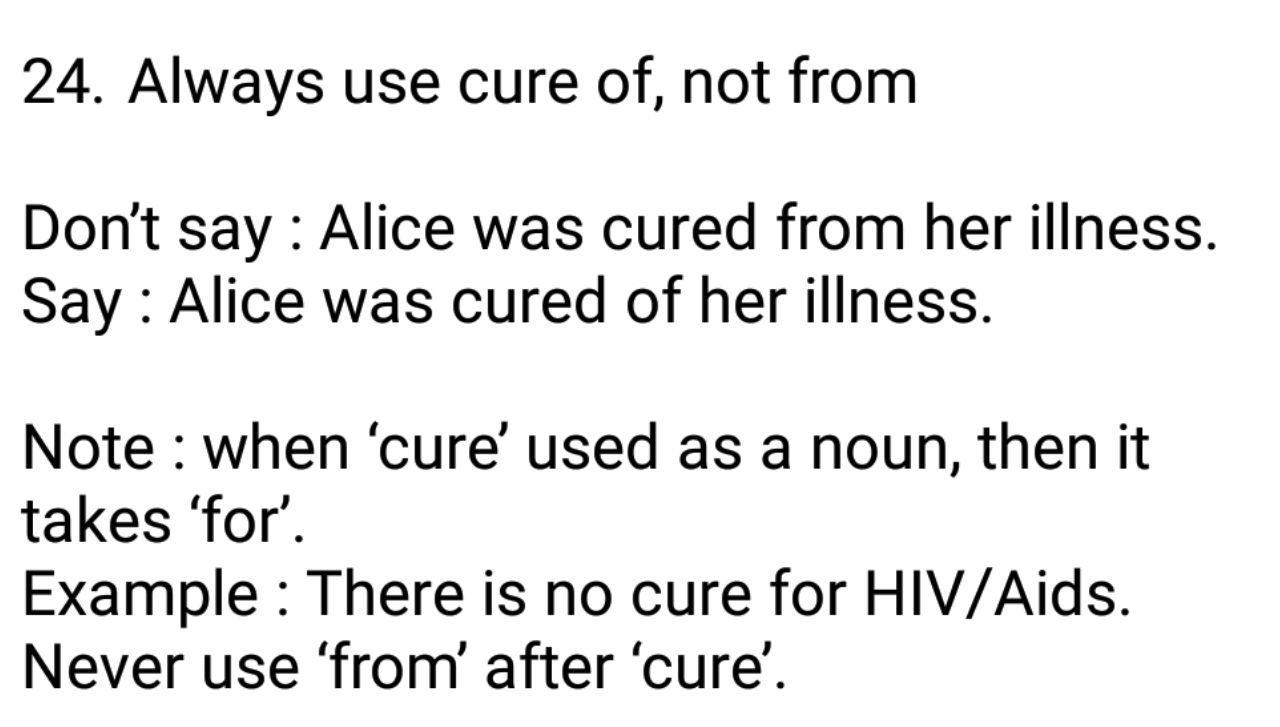 24. Always use cure of, not from
Don’t say : Alice was cured from her illness.
Say : Alice was cured of her illness.
Note : when ‘cure’ used as a noun, then it
takes ‘for’.
Example : There is no cure for HIV/Aids.
Never use ‘from’ after ‘cure’.